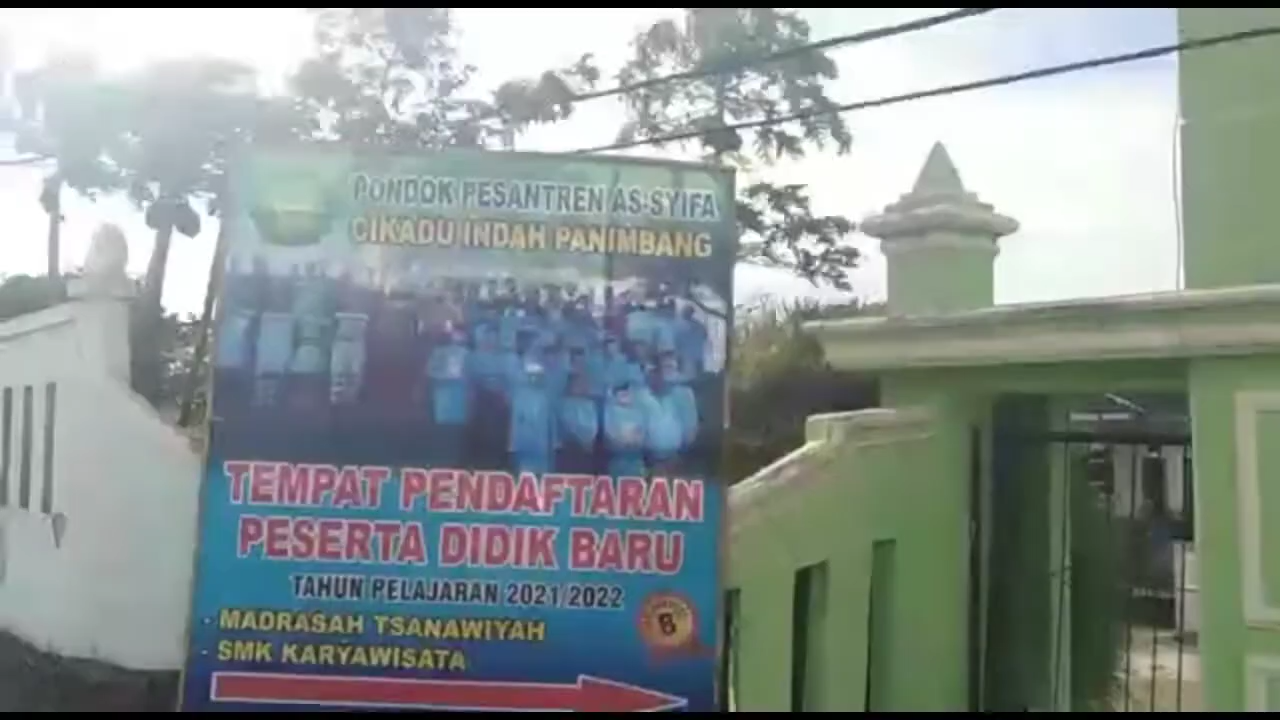 PONDOK PESANTREN AS-SYIFA
CIKADU INDAH PANIMBANG
TEMPAT PENDAFTARAN
PESERTA DIDIK BARU
TAHUN PELAJARAN 2021/2022
- MADRASAH TSANAWIYAH
- SMK KARYAWISATA
B